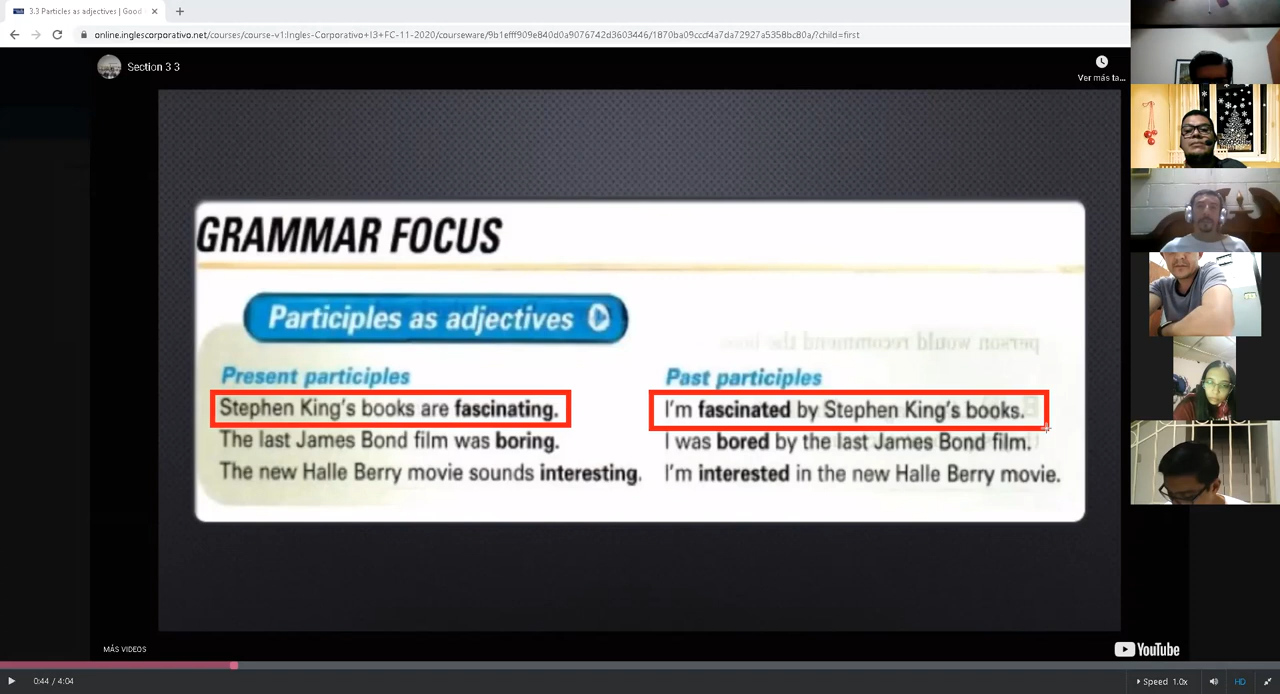 3.3 Particles as adjectives | Good
online.inglescorporativo.net/courses/course-v1:Ingles-Corporativo+I3+FC-11-2020/courseware/9b1efff909e840d0a9076742d3603446/1870ba09cccf4a7da72927a5358bc80a/?child=first
Section 3 3
Ver más ta...
GRAMMAR FOCUS
Participles as adjectives
person would recommend the
Present participles
Past participles
Stephen King's books are fascinating.
I'm fascinated by Stephen King's books.
The last James Bond film was boring.
I was bored by the last James Bond film.
The new Halle Berry movie sounds interesting.
I'm interested in the new Halle Berry movie.
MÁS VIDEOS
YouTube
0:44 / 4:04
Speed 1.0x
HD